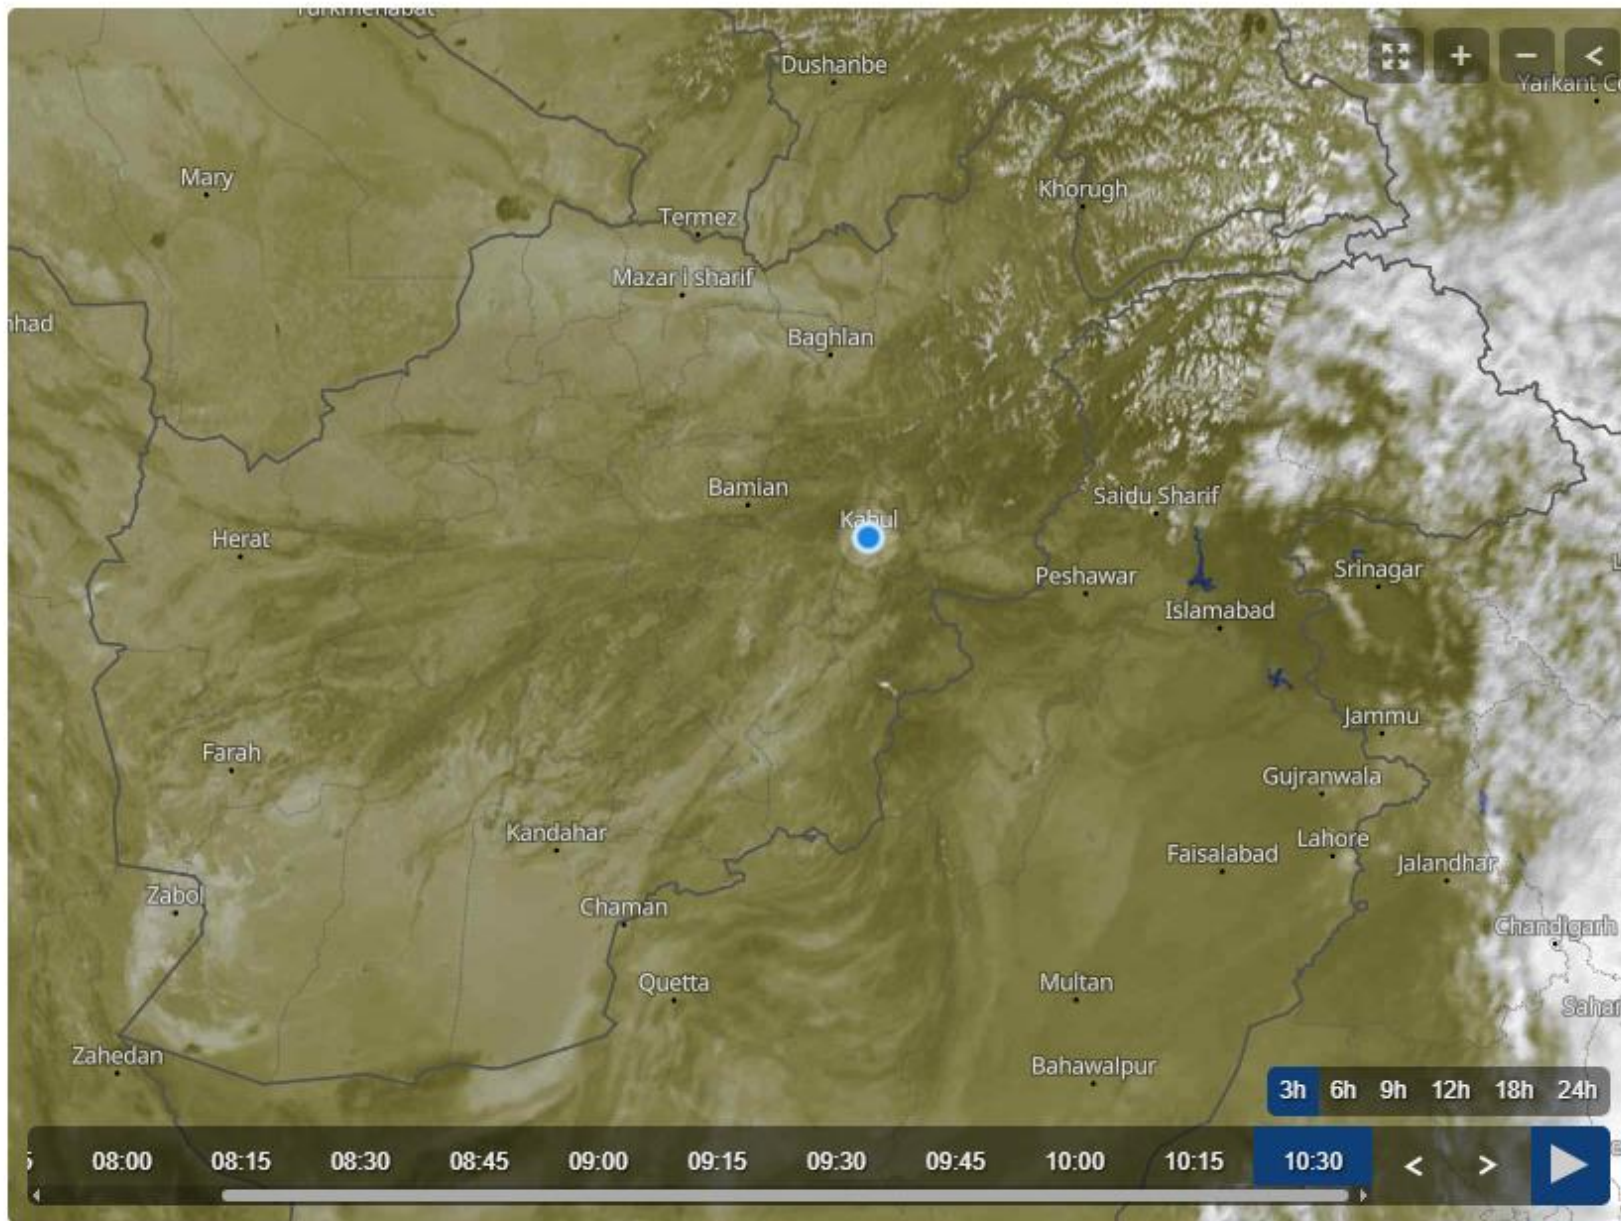 Turkmenabat
Dushanbe
+
−
<
Yarkant C
Mary
Khorugh
Termez
Mazar i sharif
hhad
Baghlan
Bamian
Saidu Sharif
Kabul
Herat
Srinagar
Peshawar
Islamabad
Jammu
Farah
Gujranwala
Kandahar
Lahore
Faisalabad
Jalandhar
Zabol
Chaman
Chandigarh
Quetta
Multan
Sahar
Zahedan
Bahawalpur
3h 6h 9h 12h 18h 24h
5 08:00 08:15 08:30 08:45 09:00 09:15 09:30 09:45 10:00 10:15 10:30 < >